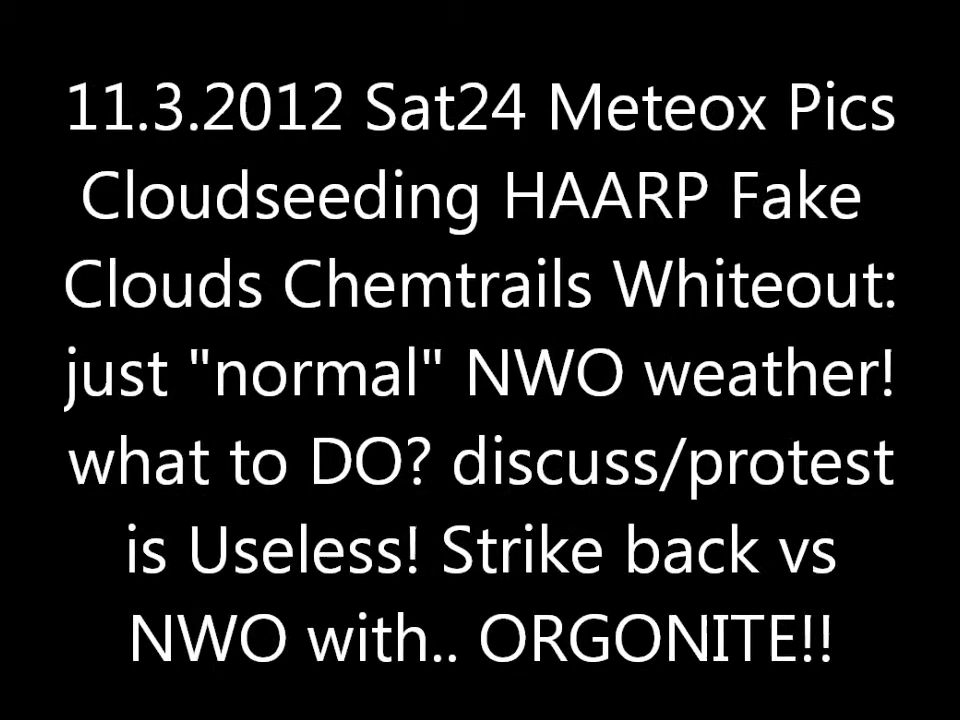 11.3.2012 Sat24 Meteox Pics
Cloudseeding HAARP Fake
Clouds Chemtrails Whiteout:
just "normal" NWO weather!
what to DO? discuss/protest
is Useless! Strike back vs
NWO with.. ORGONITE!!